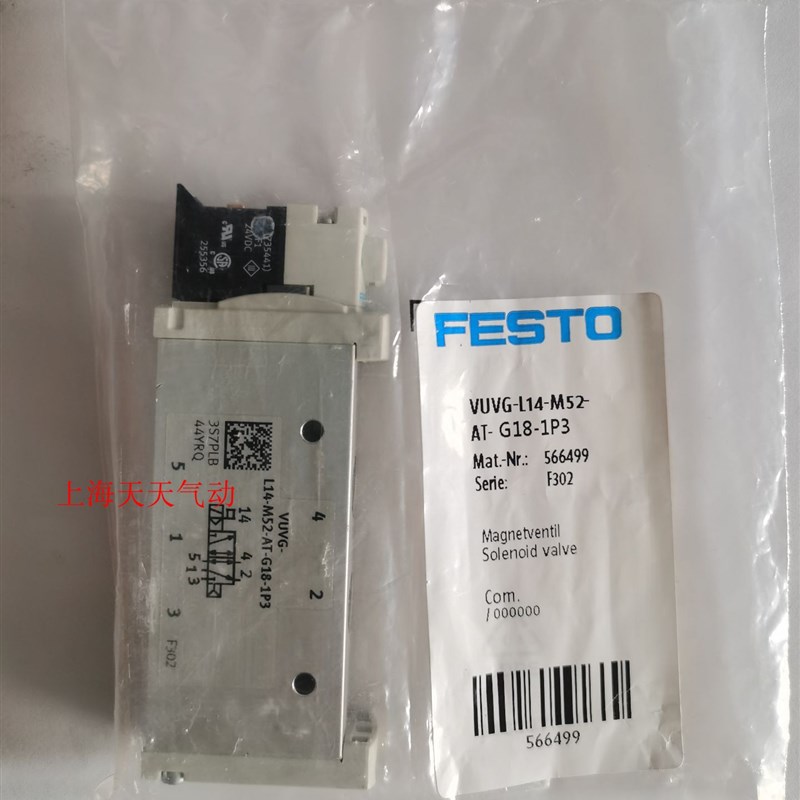 (35441)
24VDC
255356
3S7PLB
44YRQ
VUVG-
L14-M52-AT-G18-1P3
14
4 2
5 1 3
4
2
5
1
3
F302
上海天天气动
FESTO
VUVG-L14-M52-
AT- G18-1P3
Mat.-Nr.: 566499
Serie: F302
Magnetventil
Solenoid valve
Com.
/000000
566499